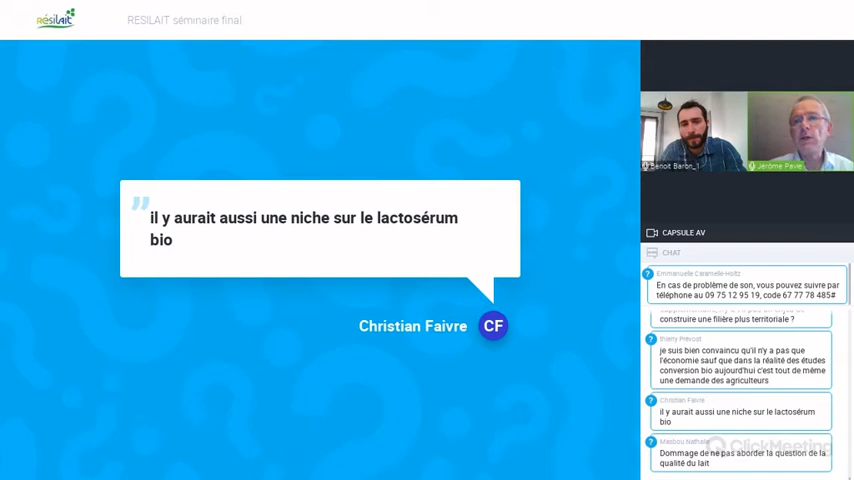 RésiLAIT
RESILAIT séminaire final
il y aurait aussi une niche sur le lactosérum
bio
Christian Faivre
CF
Benoit Baron_1
Jérôme Pavie
CAPSULE AV
CHAT
Emmanuelle Caramelle-Holtz
En cas de problème de son, vous pouvez suivre par
téléphone au 09 75 12 95 19, code 67 77 78 485#
construire une filière plus territoriale ?
thierry Prevost
je suis bien convaincu qu'il n'y a pas que
l'économie sauf que dans la réalité des études
conversion bio aujourd'hui c'est tout de même
une demande des agriculteurs
Christian Faivre
il y aurait aussi une niche sur le lactosérum
bio
Masbou Nathalie
ClickMeeting
Dommage de ne pas aborder la question de la
qualité du lait